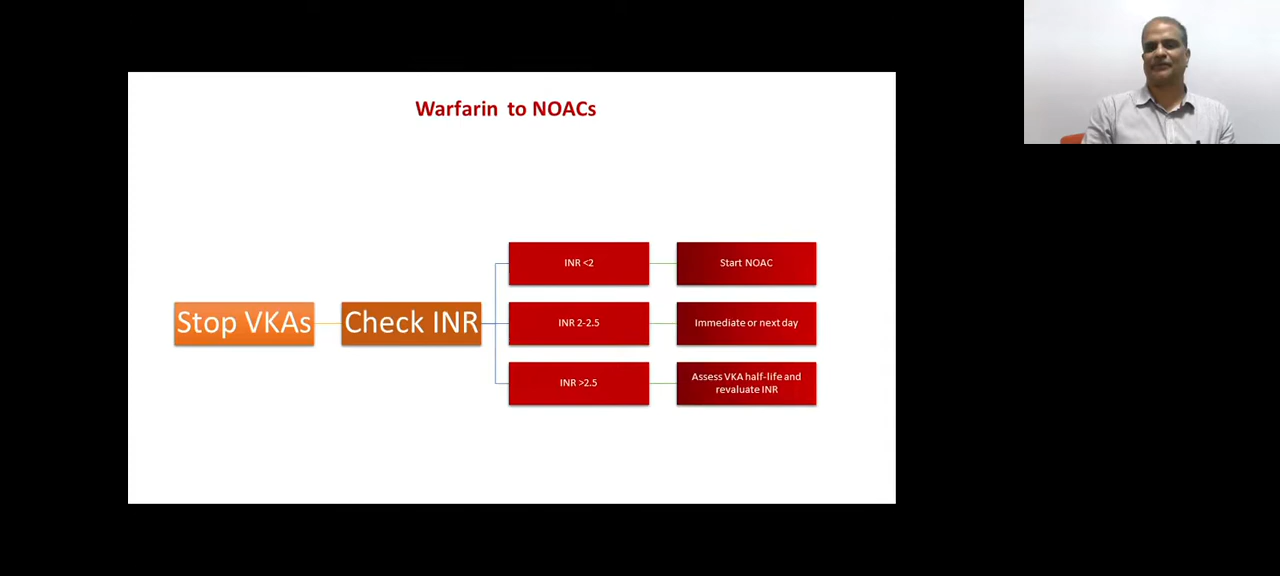 Warfarin to NOACs
Stop VKAs
Check INR
INR <2
Start NOAC
INR 2-2.5
Immediate or next day
INR >2.5
Assess VKA half-life and
revaluate INR